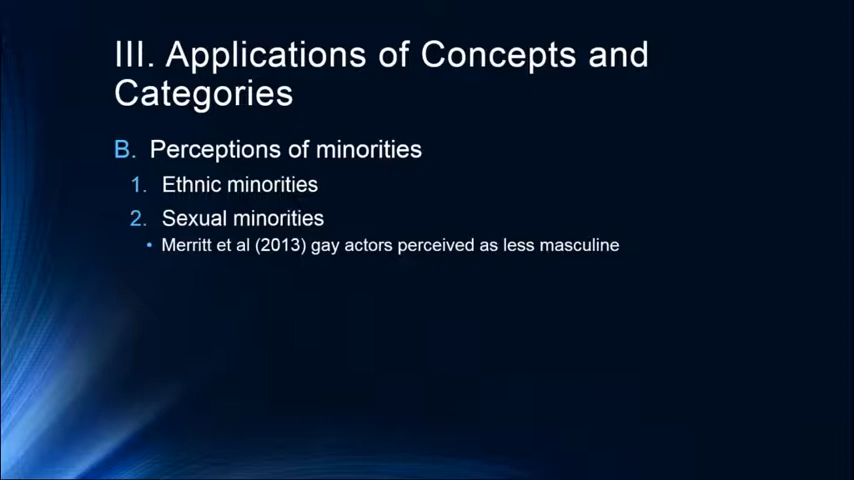 III. Applications of Concepts and
Categories
B. Perceptions of minorities
1. Ethnic minorities
2. Sexual minorities
• Merritt et al (2013) gay actors perceived as less masculine